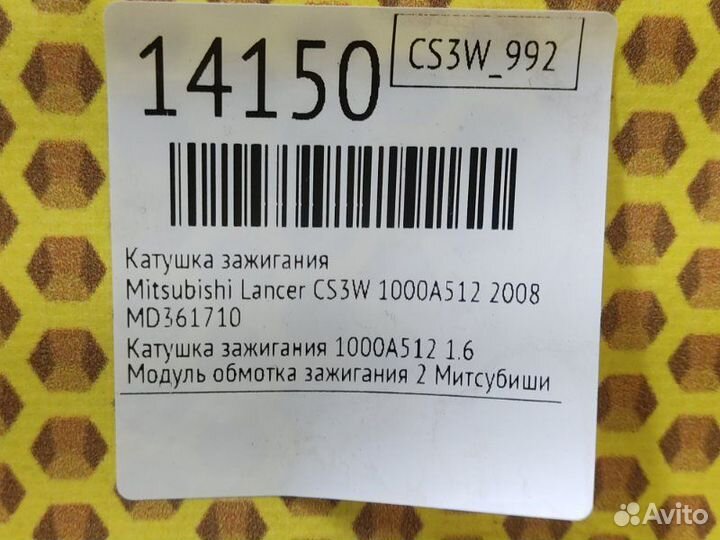 14150
CS3W_992
Катушка зажигания
Mitsubishi Lancer CS3W 1000A512 2008
MD361710
Катушка зажигания 1000A512 1.6
Модуль обмотка зажигания 2 Митсубиши
Avito